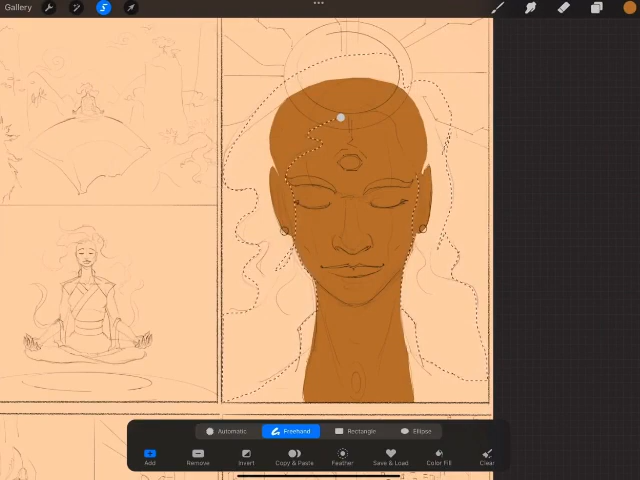 Gallery
Automatic
Freehand
Rectangle
Ellipse
Add
Remove
Invert
Copy & Paste
Feather
Save & Load
Color Fill
Clear